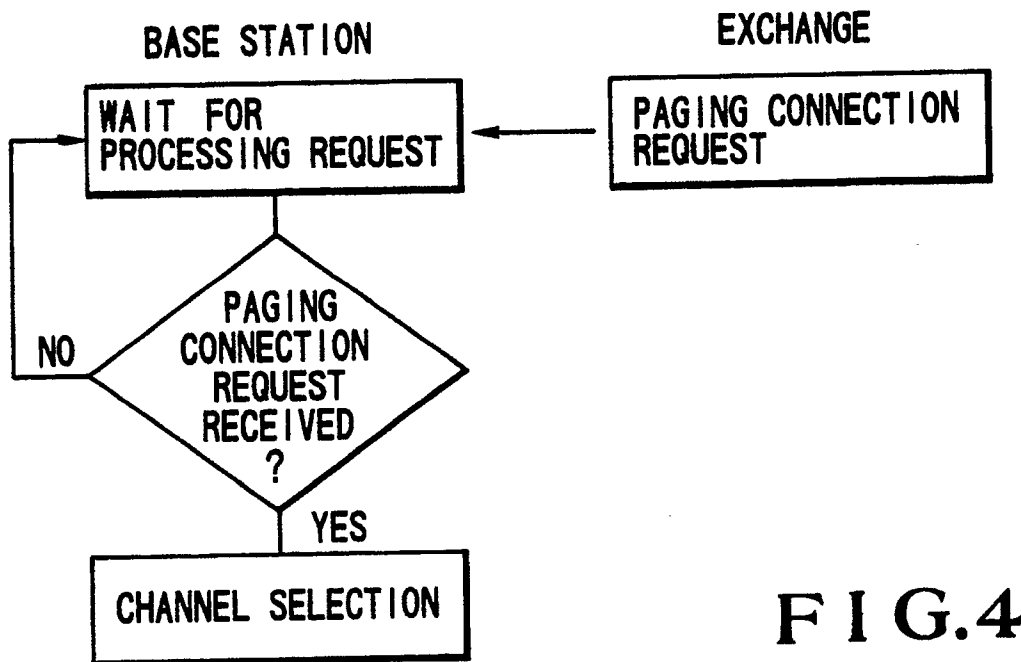 BASE STATION
EXCHANGE
WAIT FOR
PROCESSING REQUEST
PAGING CONNECTION
REQUEST
PAGING
CONNECTION
REQUEST
RECEIVED
?
NO
YES
CHANNEL SELECTION
FIG.4